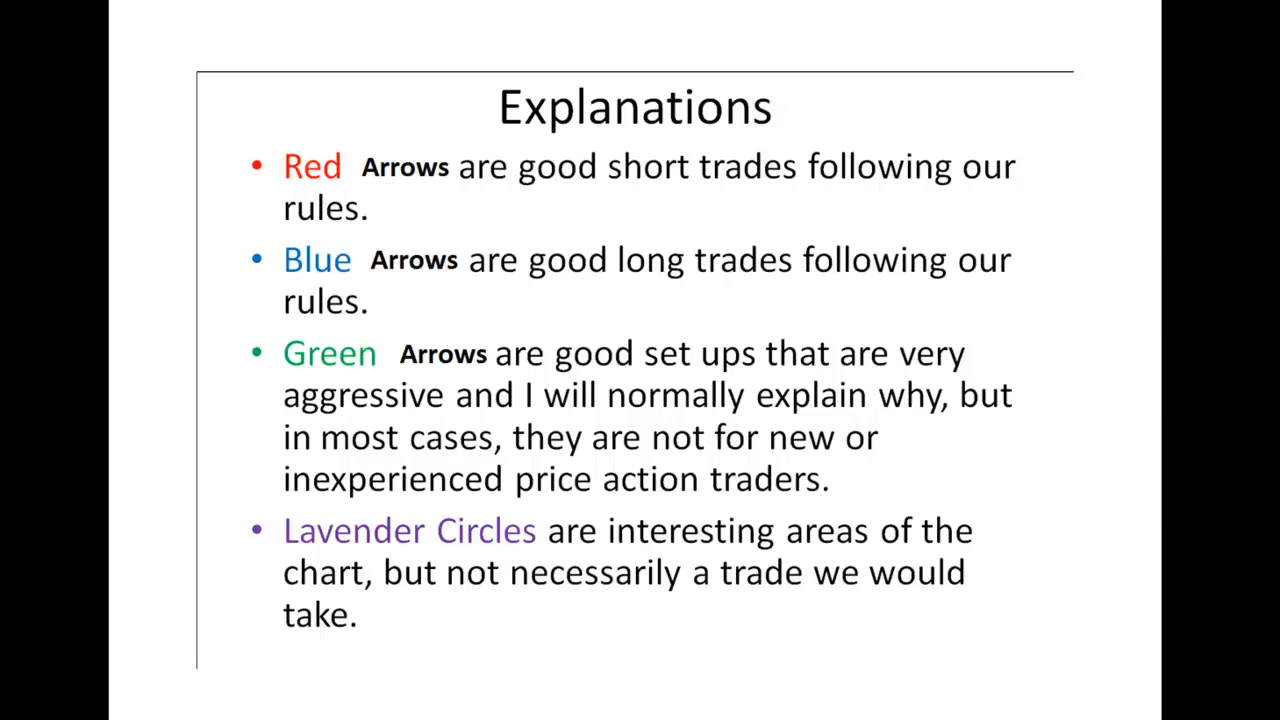 Explanations
• Red Arrows are good short trades following our
rules.
• Blue Arrows are good long trades following our
rules.
• Green Arrows are good set ups that are very
aggressive and I will normally explain why, but
in most cases, they are not for new or
inexperienced price action traders.
• Lavender Circles are interesting areas of the
chart, but not necessarily a trade we would
take.